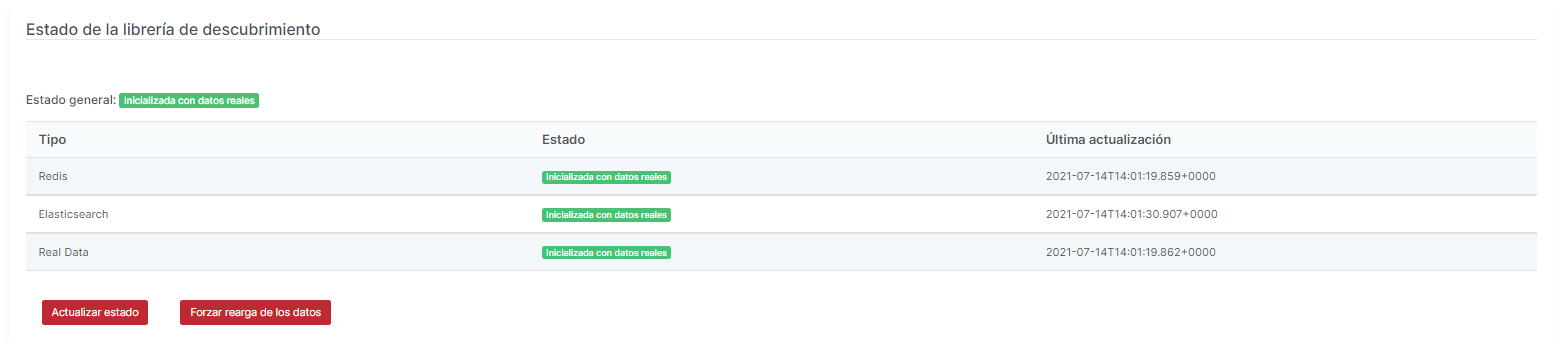 Estado de la librería de descubrimiento
Estado general: Inicializada con datos reales
Tipo Estado Última actualización
Redis Inicializada con datos reales 2021-07-14T14:01:19.859+0000
Elasticsearch Inicializada con datos reales 2021-07-14T14:01:30.907+0000
Real Data Inicializada con datos reales 2021-07-14T14:01:19.862+0000
Actualizar estado Forzar rearga de los datos